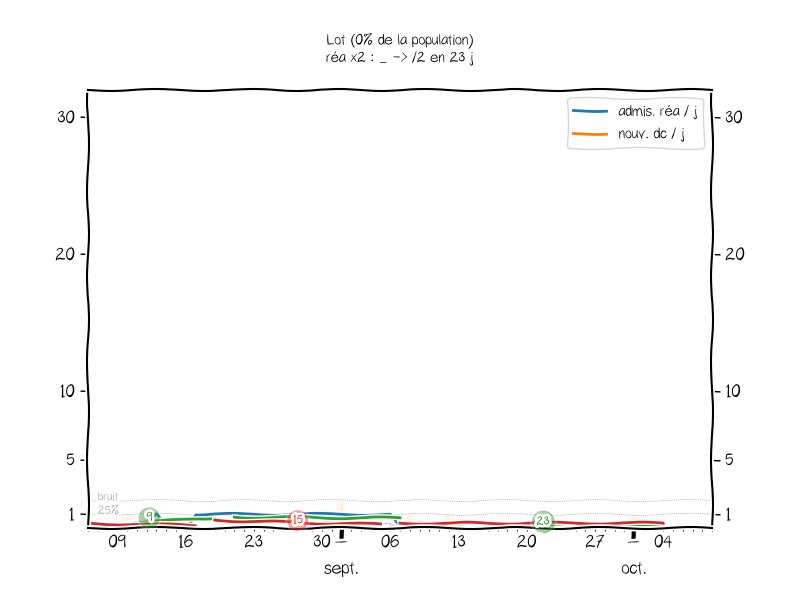 Lot (0% de la population)
réa x2 : _ -> /2 en 23 j
admis. réa / j
nouv. dc / j
30
30
20
20
10
10
5
5
bruit
25%
1
1
9
15
23
09 16 23 30 06 13 20 27 04
sept. oct.